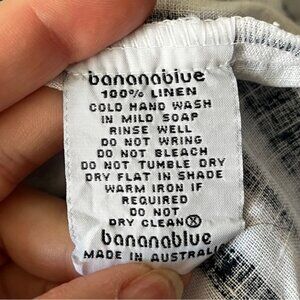 bananablue
100% LINEN
COLD HAND WASH
IN MILD SOAP
RINSE WELL
DO NOT WRING
DO NOT BLEACH
DO NOT TUMBLE DRY
DRY FLAT IN SHADE
WARM IRON IF
REQUIRED
DO NOT
DRY CLEAN Ⓧ
bananablue
MADE IN AUSTRALI